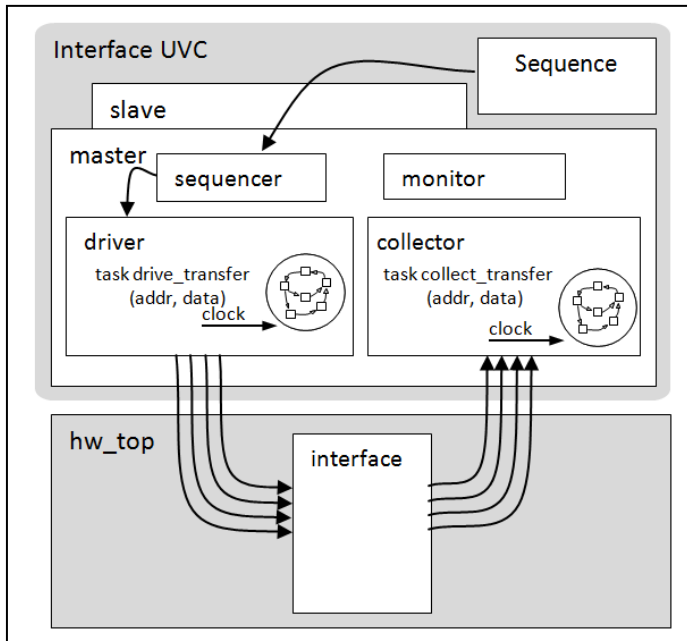 Interface UVC
Sequence
slave
master
sequencer
monitor
driver
task drive_transfer
(addr, data)
clock
collector
task collect_transfer
(addr, data)
clock
hw_top
interface